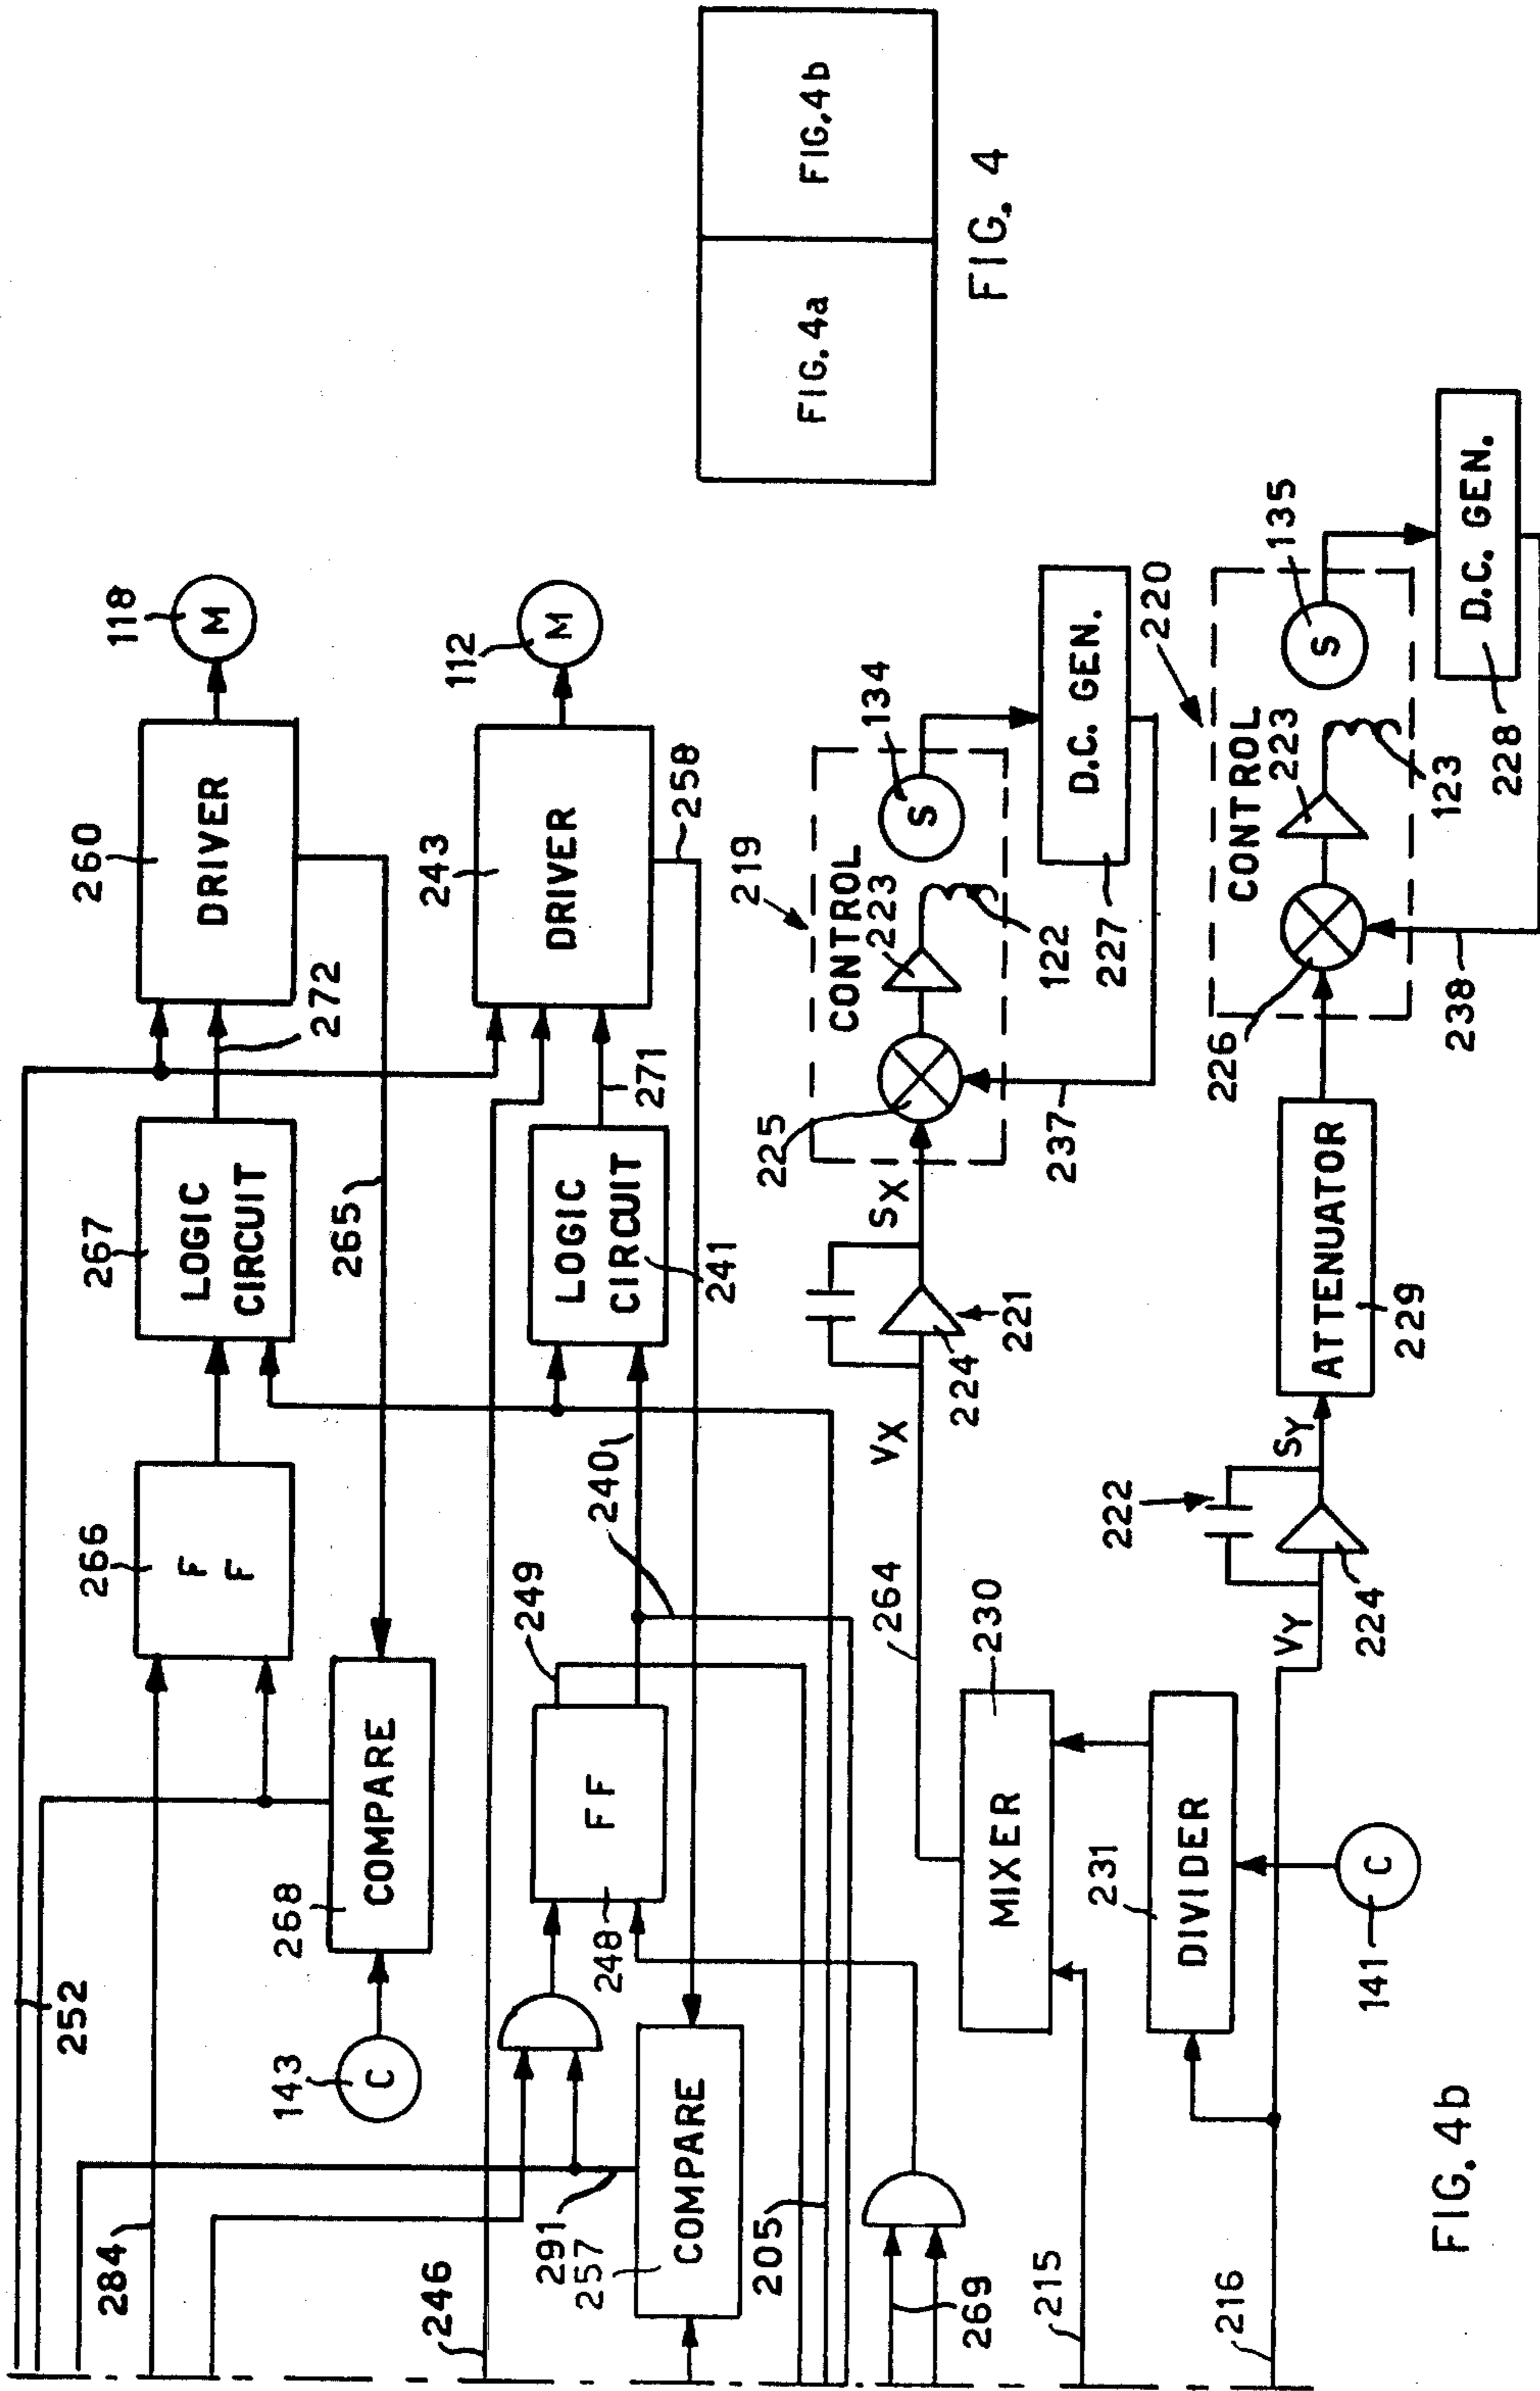 252
284
143
C
268
COMPARE
266
F
F
267
LOGIC
CIRCUIT
265
272
260
DRIVER
118
M
246
291
257
COMPARE
248
FF
249
240
LOGIC
CIRCUIT
241
271
243
DRIVER
258
112
M
205
269
215
216
MIXER
230
264
VX
224
221
SX
225
219
CONTROL
223
122
134
S
237
D.C. GEN.
227
231
DIVIDER
141
C
VY
222
224
SY
ATTENUATOR
229
226
220
CONTROL
223
123
135
S
238
D.C. GEN.
228
FIG. 4a
FIG. 4b
FIG. 4
FIG. 4b